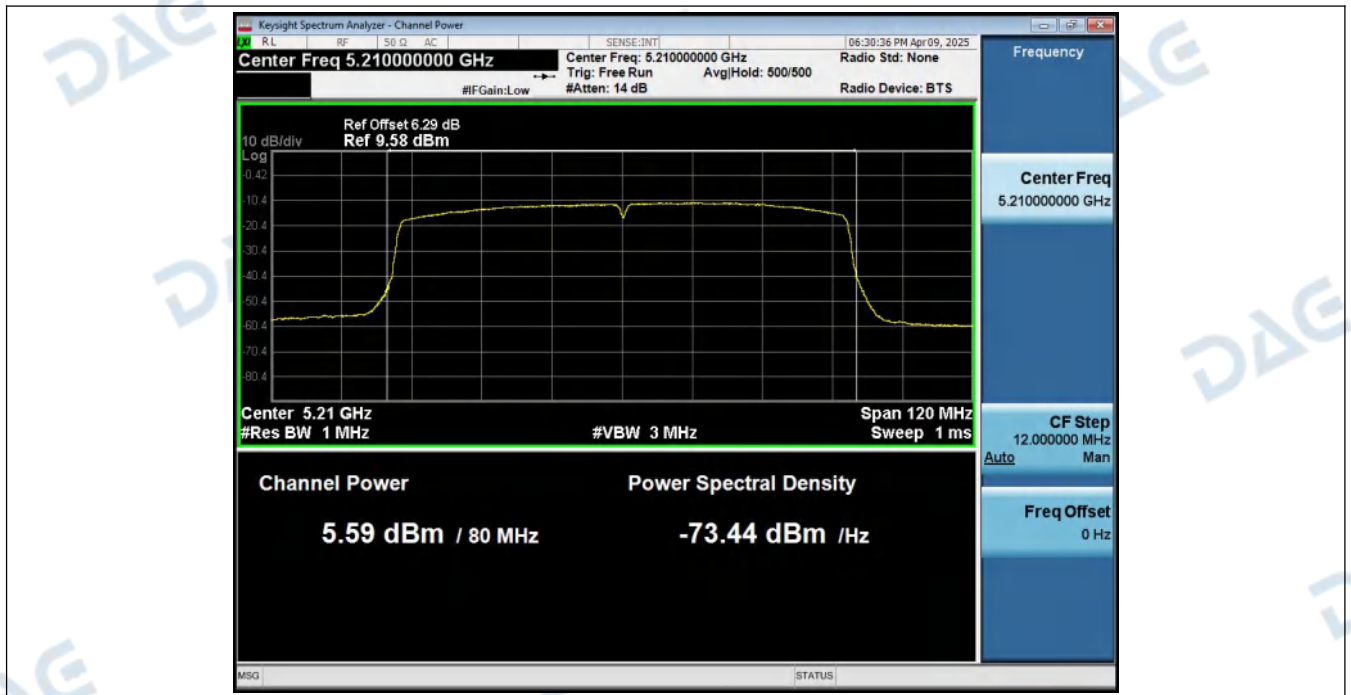 Keysight Spectrum Analyzer - Channel Power
LXI RL RF 50 Ω AC SENSE:INT 06:30:36 PM Apr 09, 2025
Center Freq 5.210000000 GHz
Center Freq: 5.210000000 GHz
Radio Std: None
Trig: Free Run Avg|Hold: 500/500
#IFGain:Low
#Atten: 14 dB
Radio Device: BTS
Ref Offset 6.29 dB
10 dB/div Ref 9.58 dBm
Log
-0.42
-10.4
-20.4
-30.4
-40.4
-50.4
-60.4
-70.4
-80.4
Center 5.21 GHz Span 120 MHz
#Res BW 1 MHz #VBW 3 MHz Sweep 1 ms
Channel Power Power Spectral Density
5.59 dBm / 80 MHz -73.44 dBm /Hz
MSG STATUS
Frequency
Center Freq
5.210000000 GHz
CF Step
12.000000 MHz
Auto Man
Freq Offset
0 Hz
DAG
DAG